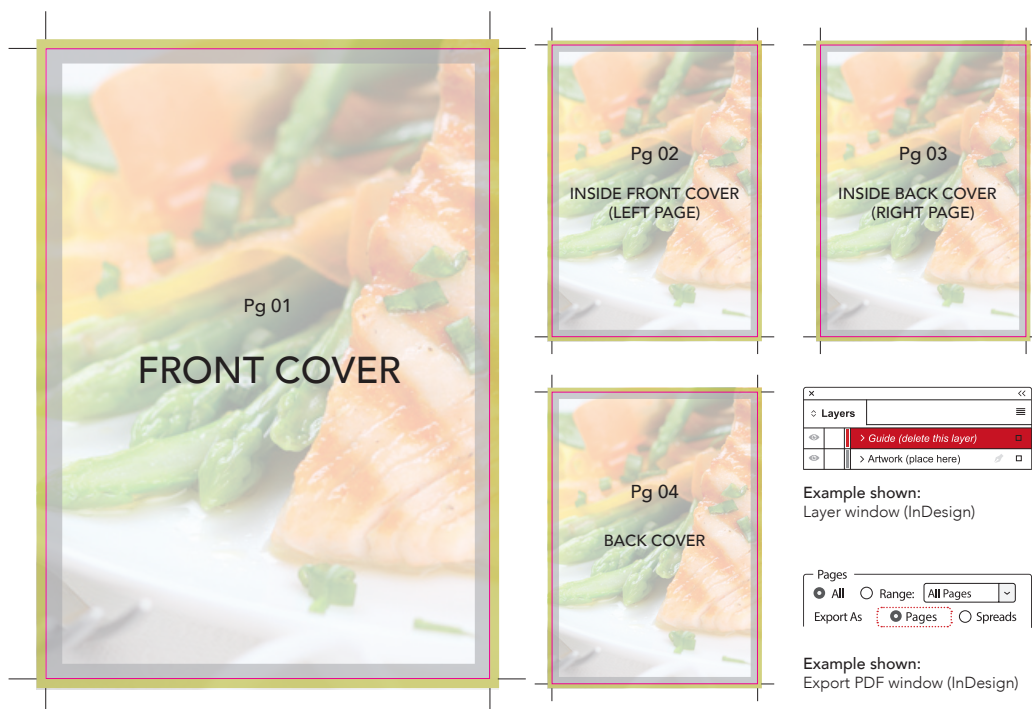 Pg 01
FRONT COVER
Pg 02
INSIDE FRONT COVER
(LEFT PAGE)
Pg 03
INSIDE BACK COVER
(RIGHT PAGE)
Pg 04
BACK COVER
Layers
Guide (delete this layer)
Artwork (place here)
Example shown:
Layer window (InDesign)
Pages
All Range: All Pages
Export As Pages Spreads
Example shown:
Export PDF window (InDesign)